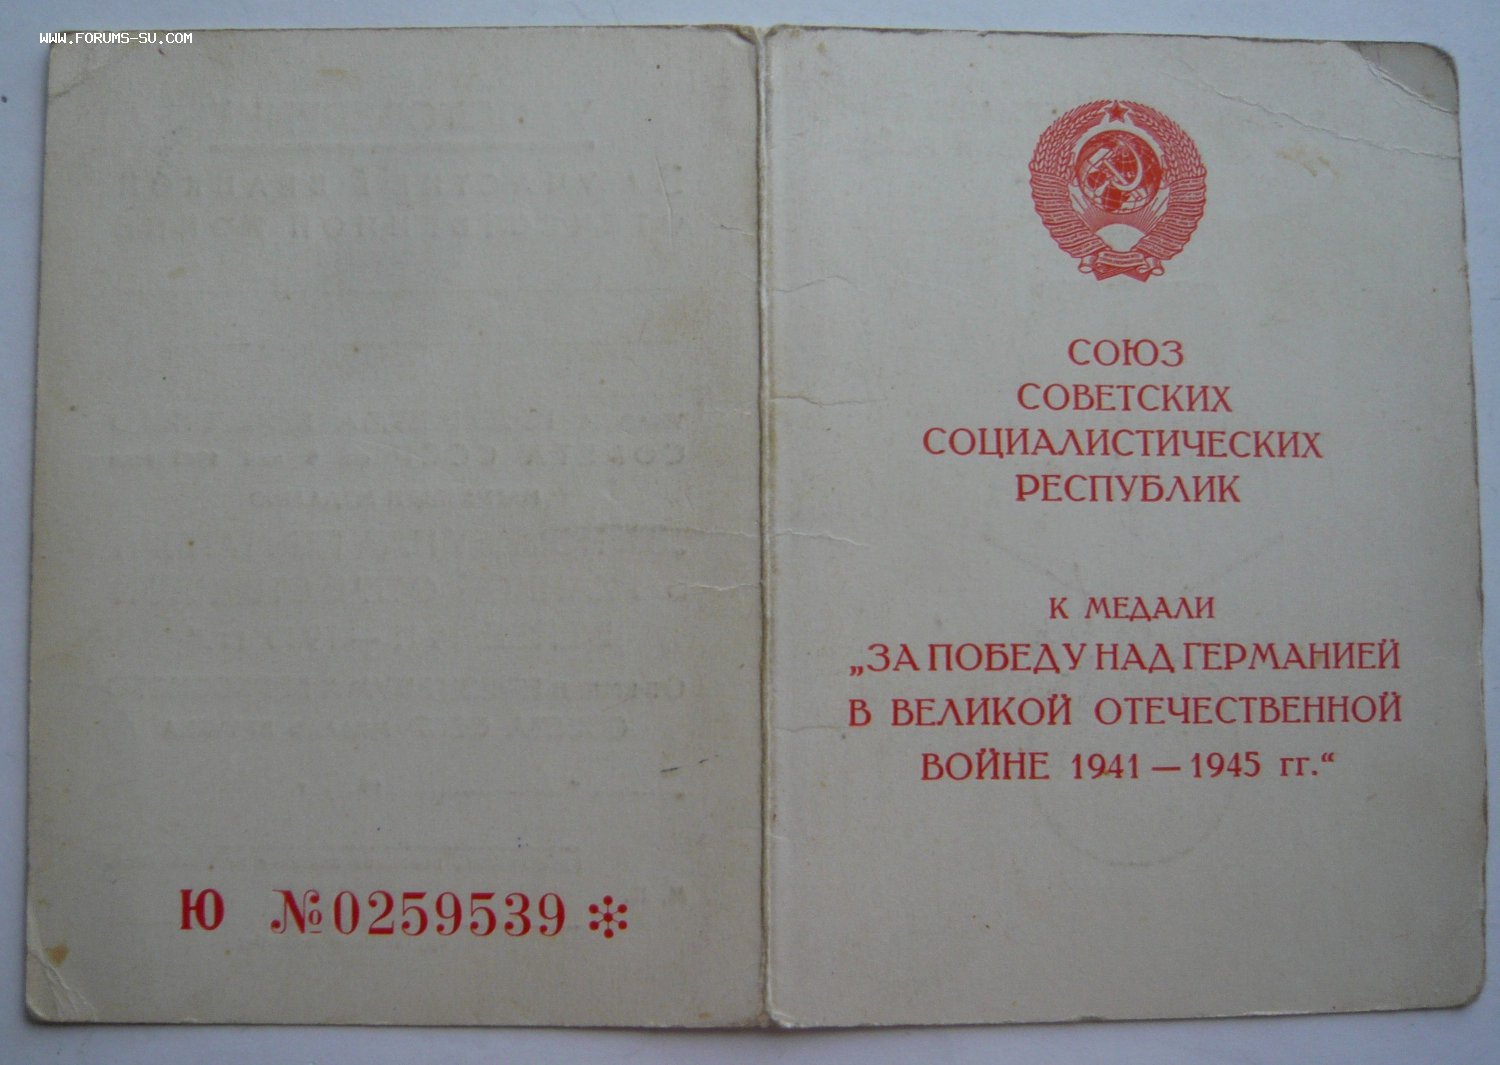 WWW.FORUMS-SU.COM
Ю №0259539
СОЮЗ
СОВЕТСКИХ
СОЦИАЛИСТИЧЕСКИХ
РЕСПУБЛИК
К МЕДАЛИ
„ЗА ПОБЕДУ НАД ГЕРМАНИЕЙ
В ВЕЛИКОЙ ОТЕЧЕСТВЕННОЙ
ВОЙНЕ 1941 — 1945 гг.“